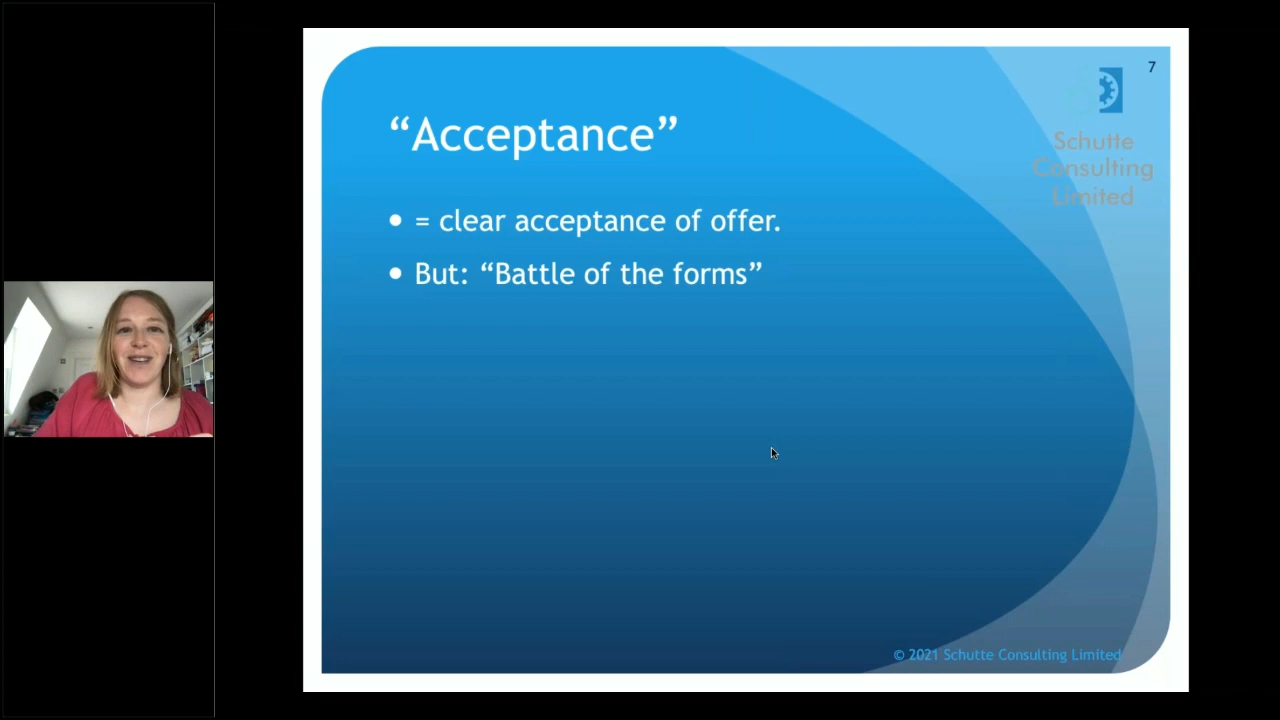 7
Schutte
Consulting
Limited
“Acceptance”
• = clear acceptance of offer.
• But: “Battle of the forms”
© 2021 Schutte Consulting Limited